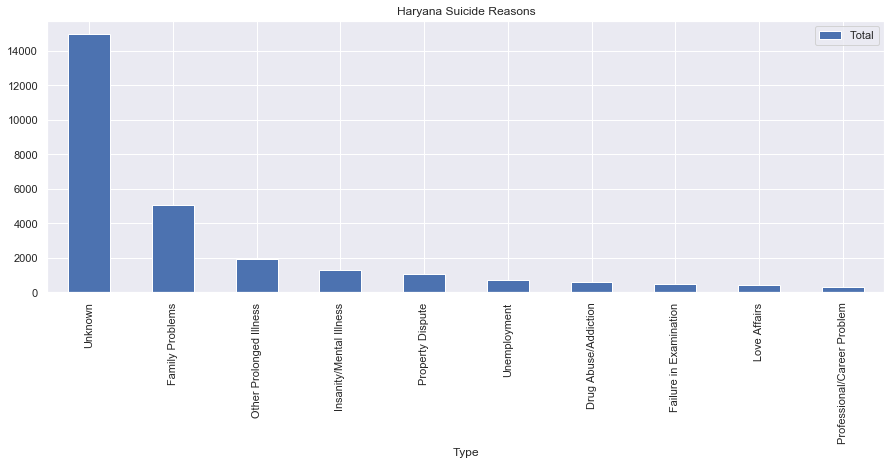 Haryana Suicide Reasons
Total
14000
12000
10000
8000
6000
4000
2000
0
Unknown
Family Problems
Other Prolonged Illness
Insanity/Mental Illness
Property Dispute
Unemployment
Drug Abuse/Addiction
Failure in Examination
Love Affairs
Professional/Career Problem
Type